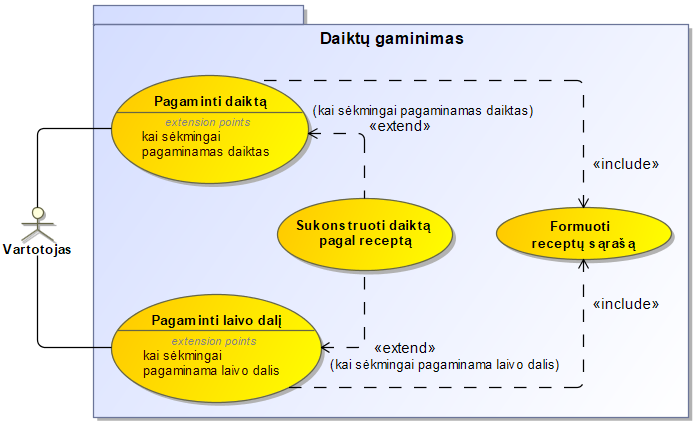 Daiktų gaminimas
Pagaminti daiktą
extension points
kai sėkmingai
pagaminamas daiktas
(kai sėkmingai pagaminamas daiktas)
«extend»
«include»
Vartotojas
Sukonstruoti daiktą
pagal receptą
Formuoti
receptų sąrašą
Pagaminti laivo dalį
extension points
kai sėkmingai
pagaminama laivo dalis
«extend»
(kai sėkmingai pagaminama laivo dalis)
«include»